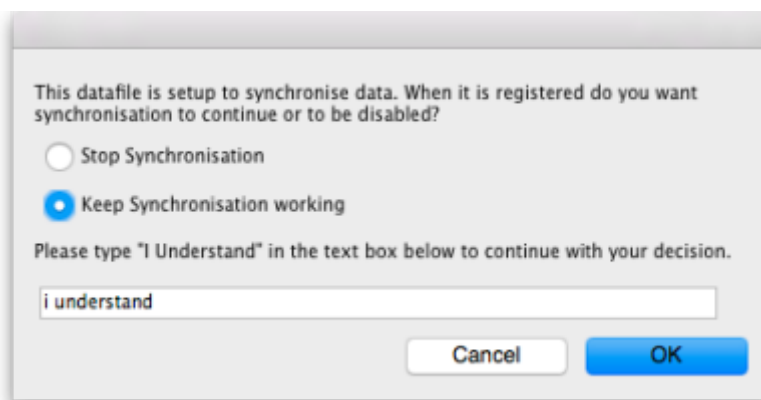 This datafile is setup to synchronise data. When it is registered do you want
synchronisation to continue or to be disabled?
Stop Synchronisation
Keep Synchronisation working
Please type "I Understand" in the text box below to continue with your decision.
i understand
Cancel OK